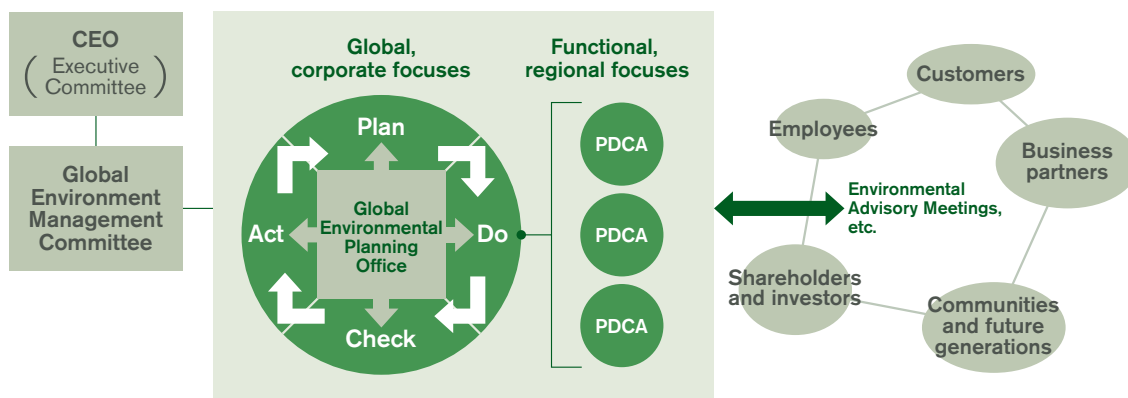 CEO
( Executive
Committee )
Global
Environment
Management
Committee
Global,
corporate focuses
Functional,
regional focuses
Plan
Do
Check
Act
Global
Environmental
Planning
Office
PDCA
PDCA
PDCA
Environmental
Advisory Meetings,
etc.
Customers
Employees
Business
partners
Shareholders
and investors
Communities
and future
generations